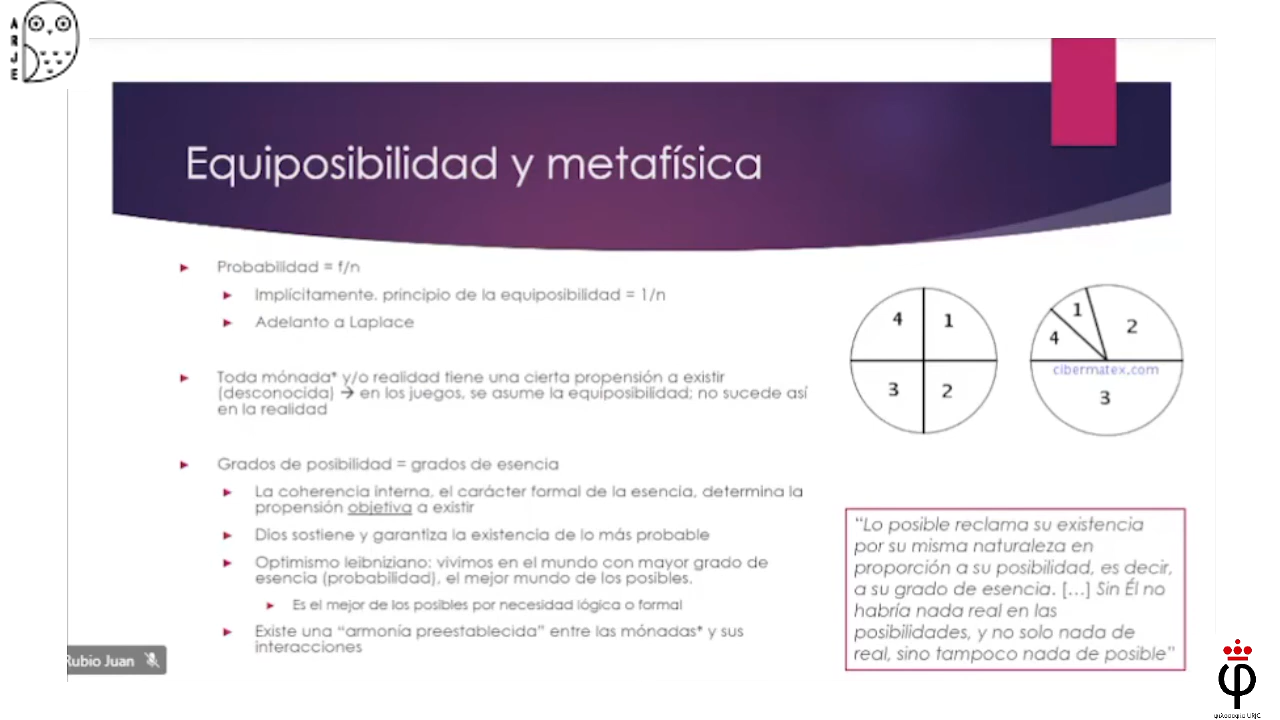 ARJE
Equiposibilidad y metafísica
Probabilidad = f/n
Implícitamente, principio de la equiposibilidad = 1/n
Adelanto a Laplace
Toda mónada* y/o realidad tiene una cierta propensión a existir
(desconocida) → en los juegos, se asume la equiposibilidad; no sucede así
en la realidad
Grados de posibilidad = grados de esencia
La coherencia interna, el carácter formal de la esencia, determina la
propensión objetiva a existir
Dios sostiene y garantiza la existencia de lo más probable
Optimismo leibniziano: vivimos en el mundo con mayor grado de
esencia (probabilidad), el mejor mundo de los posibles.
Es el mejor de los posibles por necesidad lógica o formal
Existe una "armonía preestablecida" entre las mónadas* y sus
interacciones
4 1
3 2
1 2
4
cibermatex.com
3
"Lo posible reclama su existencia
por su misma naturaleza en
proporción a su posibilidad, es decir,
a su grado de esencia. [...] Sin Él no
habría nada real en las
posibilidades, y no solo nada de
real, sino tampoco nada de posible"
Rubio Juan
φ
φιλοσοφία URJC